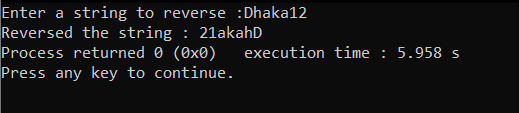 Enter a string to reverse :Dhaka12
Reversed the string : 21akahD
Process returned 0 (0x0)   execution time : 5.958 s
Press any key to continue.